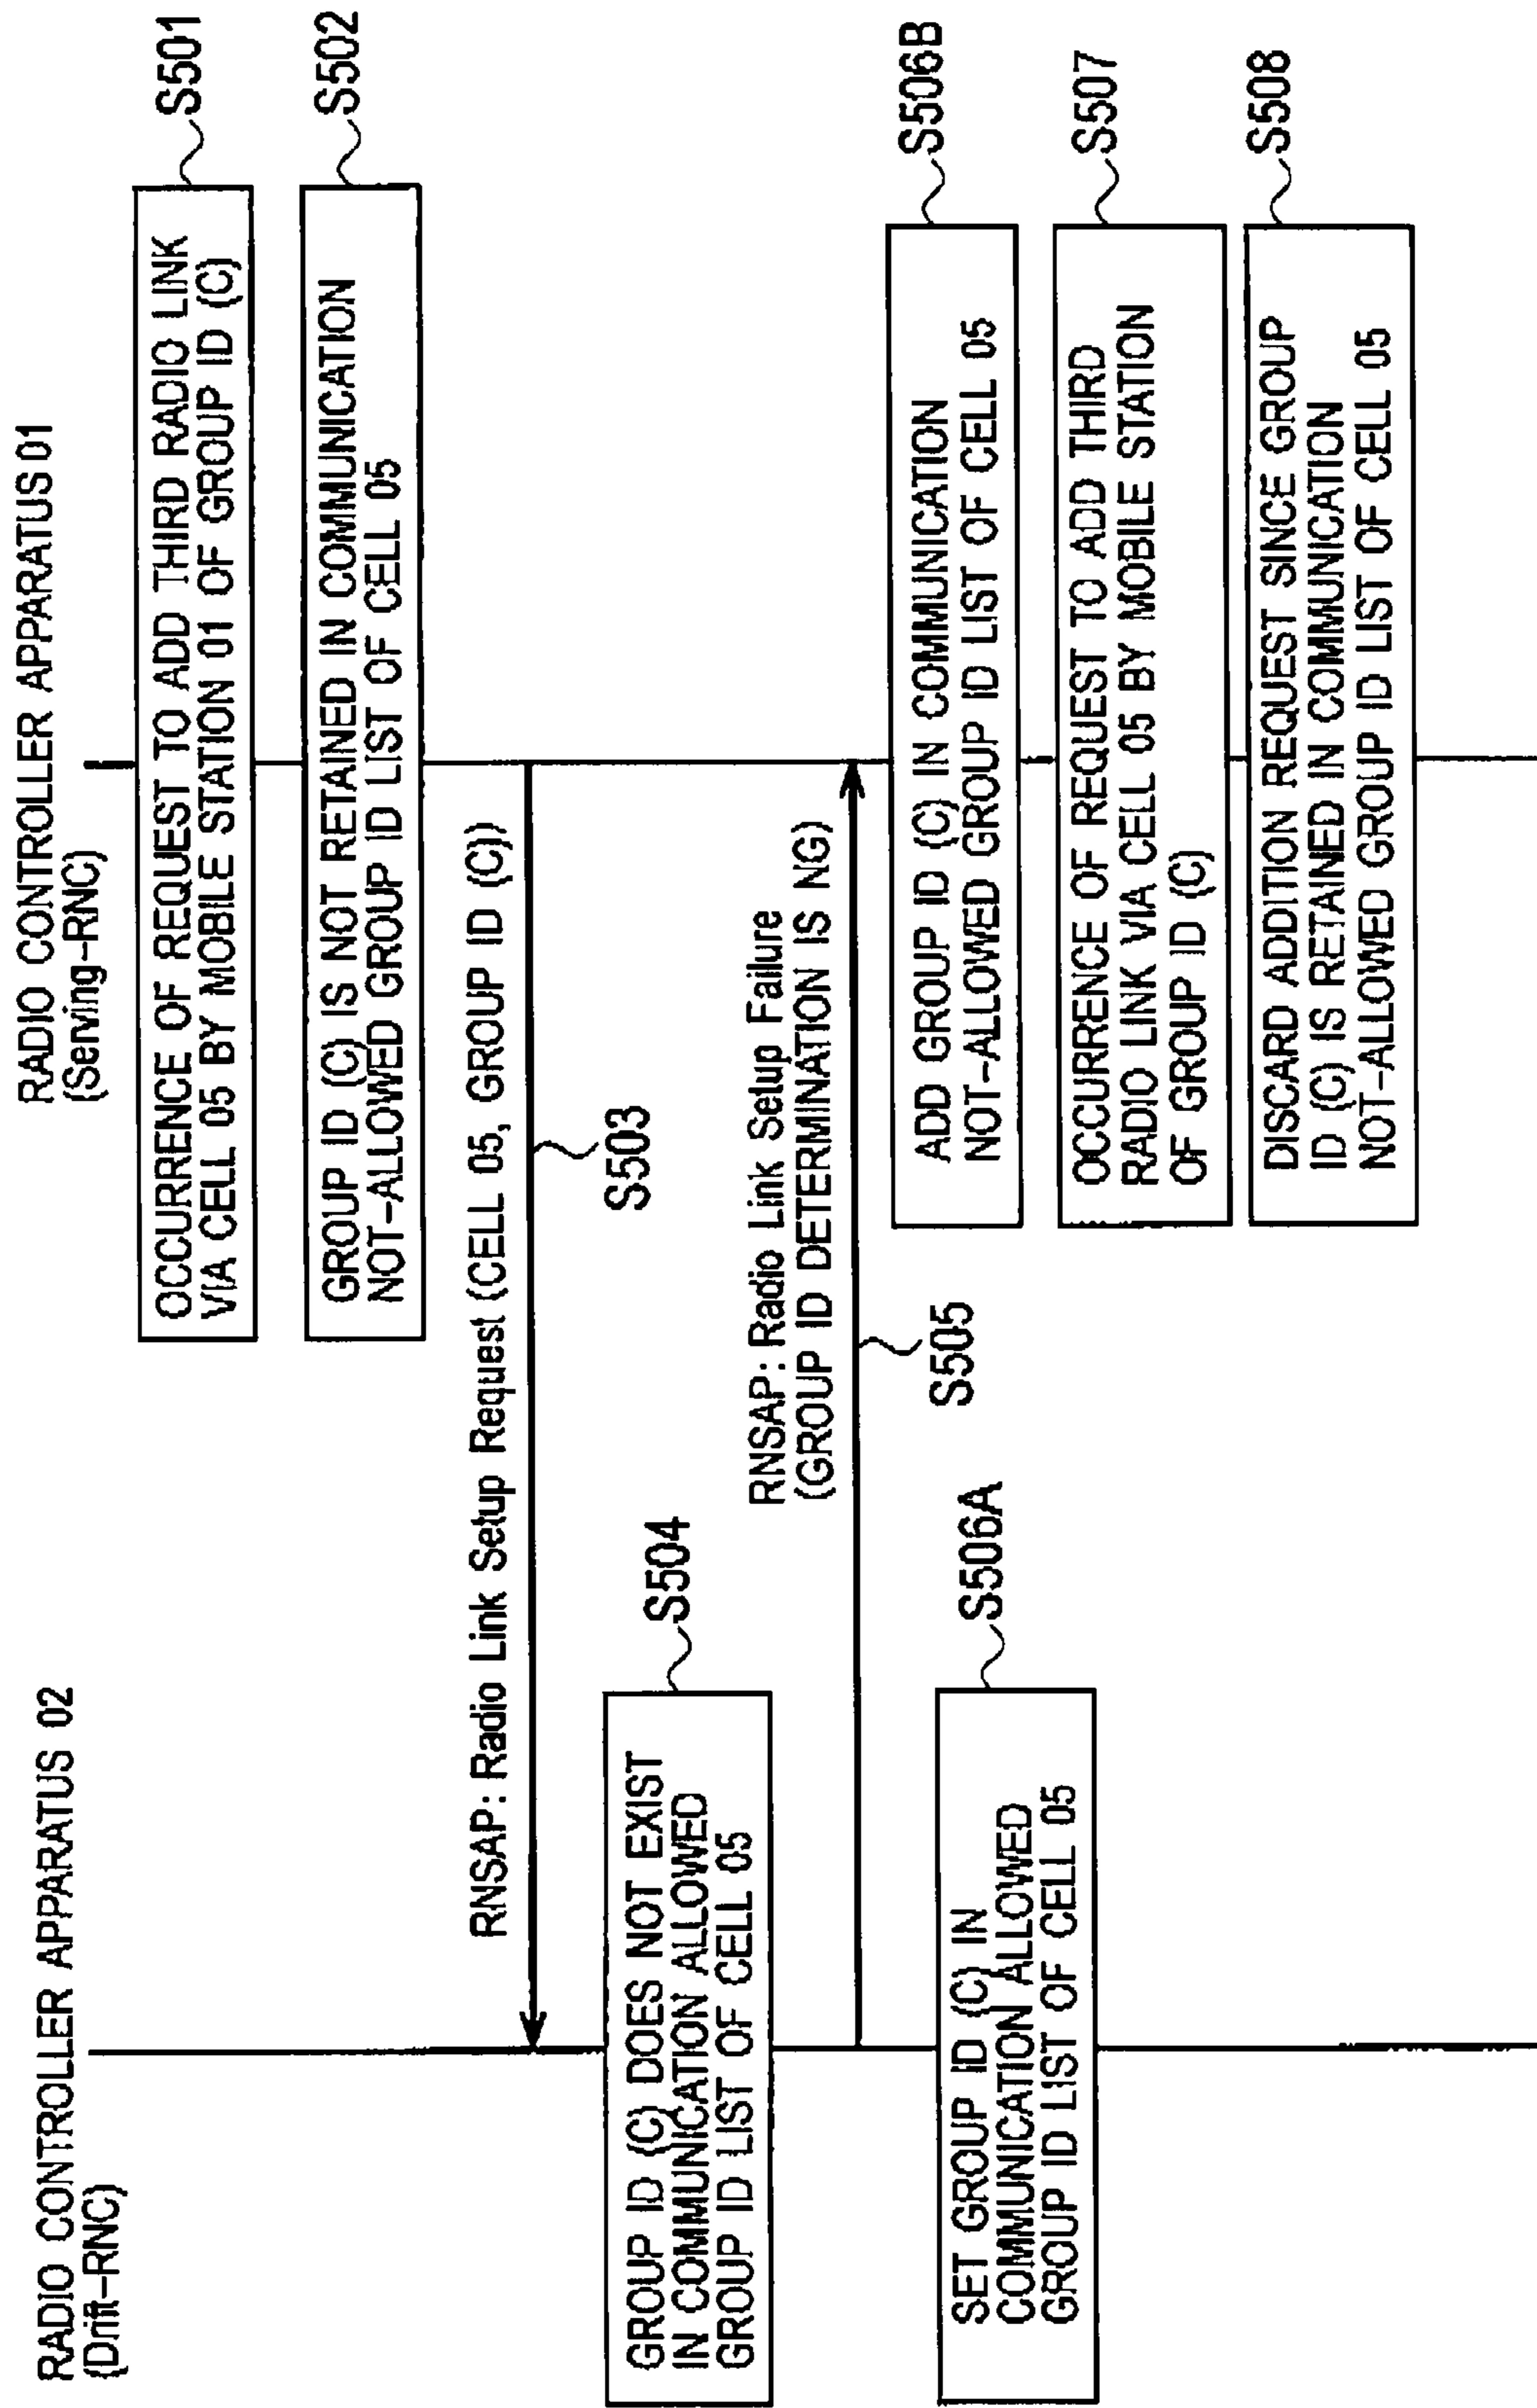 RADIO CONTROLLER APPARATUS 02
(Drift-RNC)
RADIO CONTROLLER APPARATUS 01
(Serving-RNC)
OCCURRENCE OF REQUEST TO ADD THIRD RADIO LINK
VIA CELL 05 BY MOBILE STATION 01 OF GROUP ID (C)
S501
GROUP ID (C) IS NOT RETAINED IN COMMUNICATION
NOT-ALLOWED GROUP ID LIST OF CELL 05
S502
RNSAP: Radio Link Setup Request (CELL 05, GROUP ID (C))
S503
GROUP ID (C) DOES NOT EXIST
IN COMMUNICATION ALLOWED
GROUP ID LIST OF CELL 05
S504
RNSAP: Radio Link Setup Failure
(GROUP ID DETERMINATION IS NG)
S505
SET GROUP ID (C) IN
COMMUNICATION ALLOWED
GROUP ID LIST OF CELL 05
S506A
ADD GROUP ID (C) IN COMMUNICATION
NOT-ALLOWED GROUP ID LIST OF CELL 05
S506B
OCCURRENCE OF REQUEST TO ADD THIRD
RADIO LINK VIA CELL 05 BY MOBILE STATION
OF GROUP ID (C)
S507
DISCARD ADDITION REQUEST SINCE GROUP
ID (C) IS RETAINED IN COMMUNICATION
NOT-ALLOWED GROUP ID LIST OF CELL 05
S508